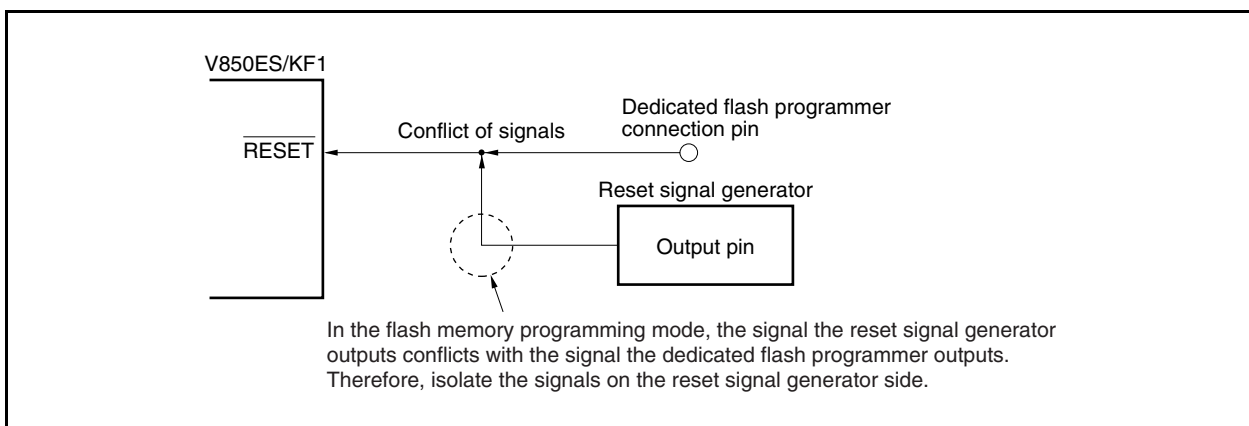 V850ES/KF1
Dedicated flash programmer
connection pin
Conflict of signals
RESET
Reset signal generator
Output pin
In the flash memory programming mode, the signal the reset signal generator
outputs conflicts with the signal the dedicated flash programmer outputs.
Therefore, isolate the signals on the reset signal generator side.